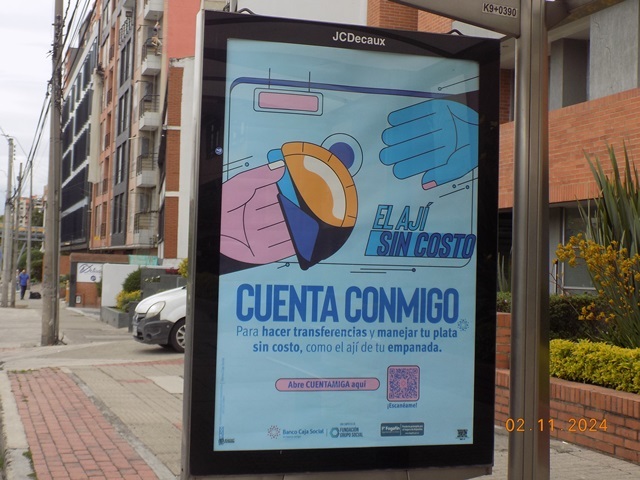 K9+0390
JCDecaux
EL AJÍ
SIN COSTO
CUENTA CONMIGO
Para hacer transferencias y manejar tu plata
sin costo, como el ají de tu empanada.
Abre CUENTAMIGA aquí
¡Escanéame!
Banco Caja Social
FUNDACIÓN
GRUPO SOCIAL
02.11.2024